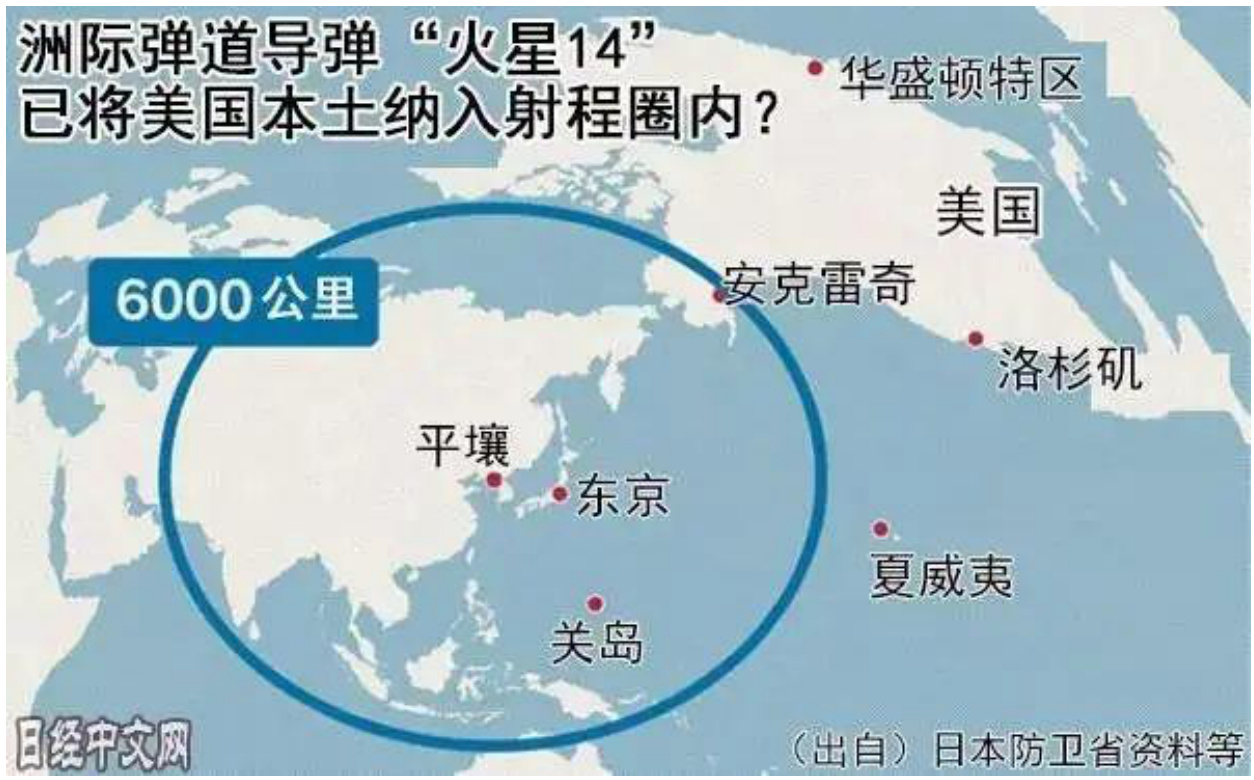 洲际弹道导弹“火星14”
已将美国本土纳入射程圈内?
华盛顿特区
美国
6000公里
安克雷奇
洛杉矶
平壤
东京
夏威夷
关岛
日经中文网
（出自）日本防卫省资料等